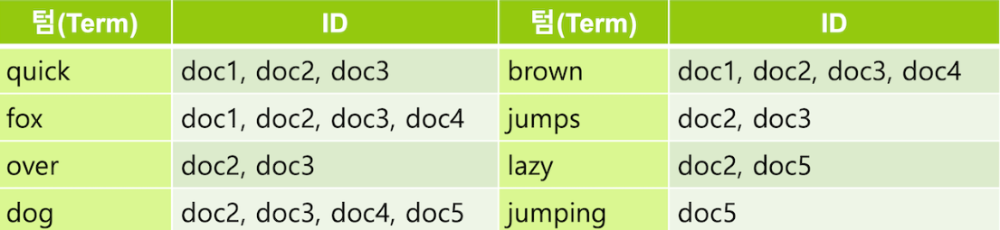 텀(Term) ID 텀(Term) ID
quick doc1, doc2, doc3 brown doc1, doc2, doc3, doc4
fox doc1, doc2, doc3, doc4 jumps doc2, doc3
over doc2, doc3 lazy doc2, doc5
dog doc2, doc3, doc4, doc5 jumping doc5